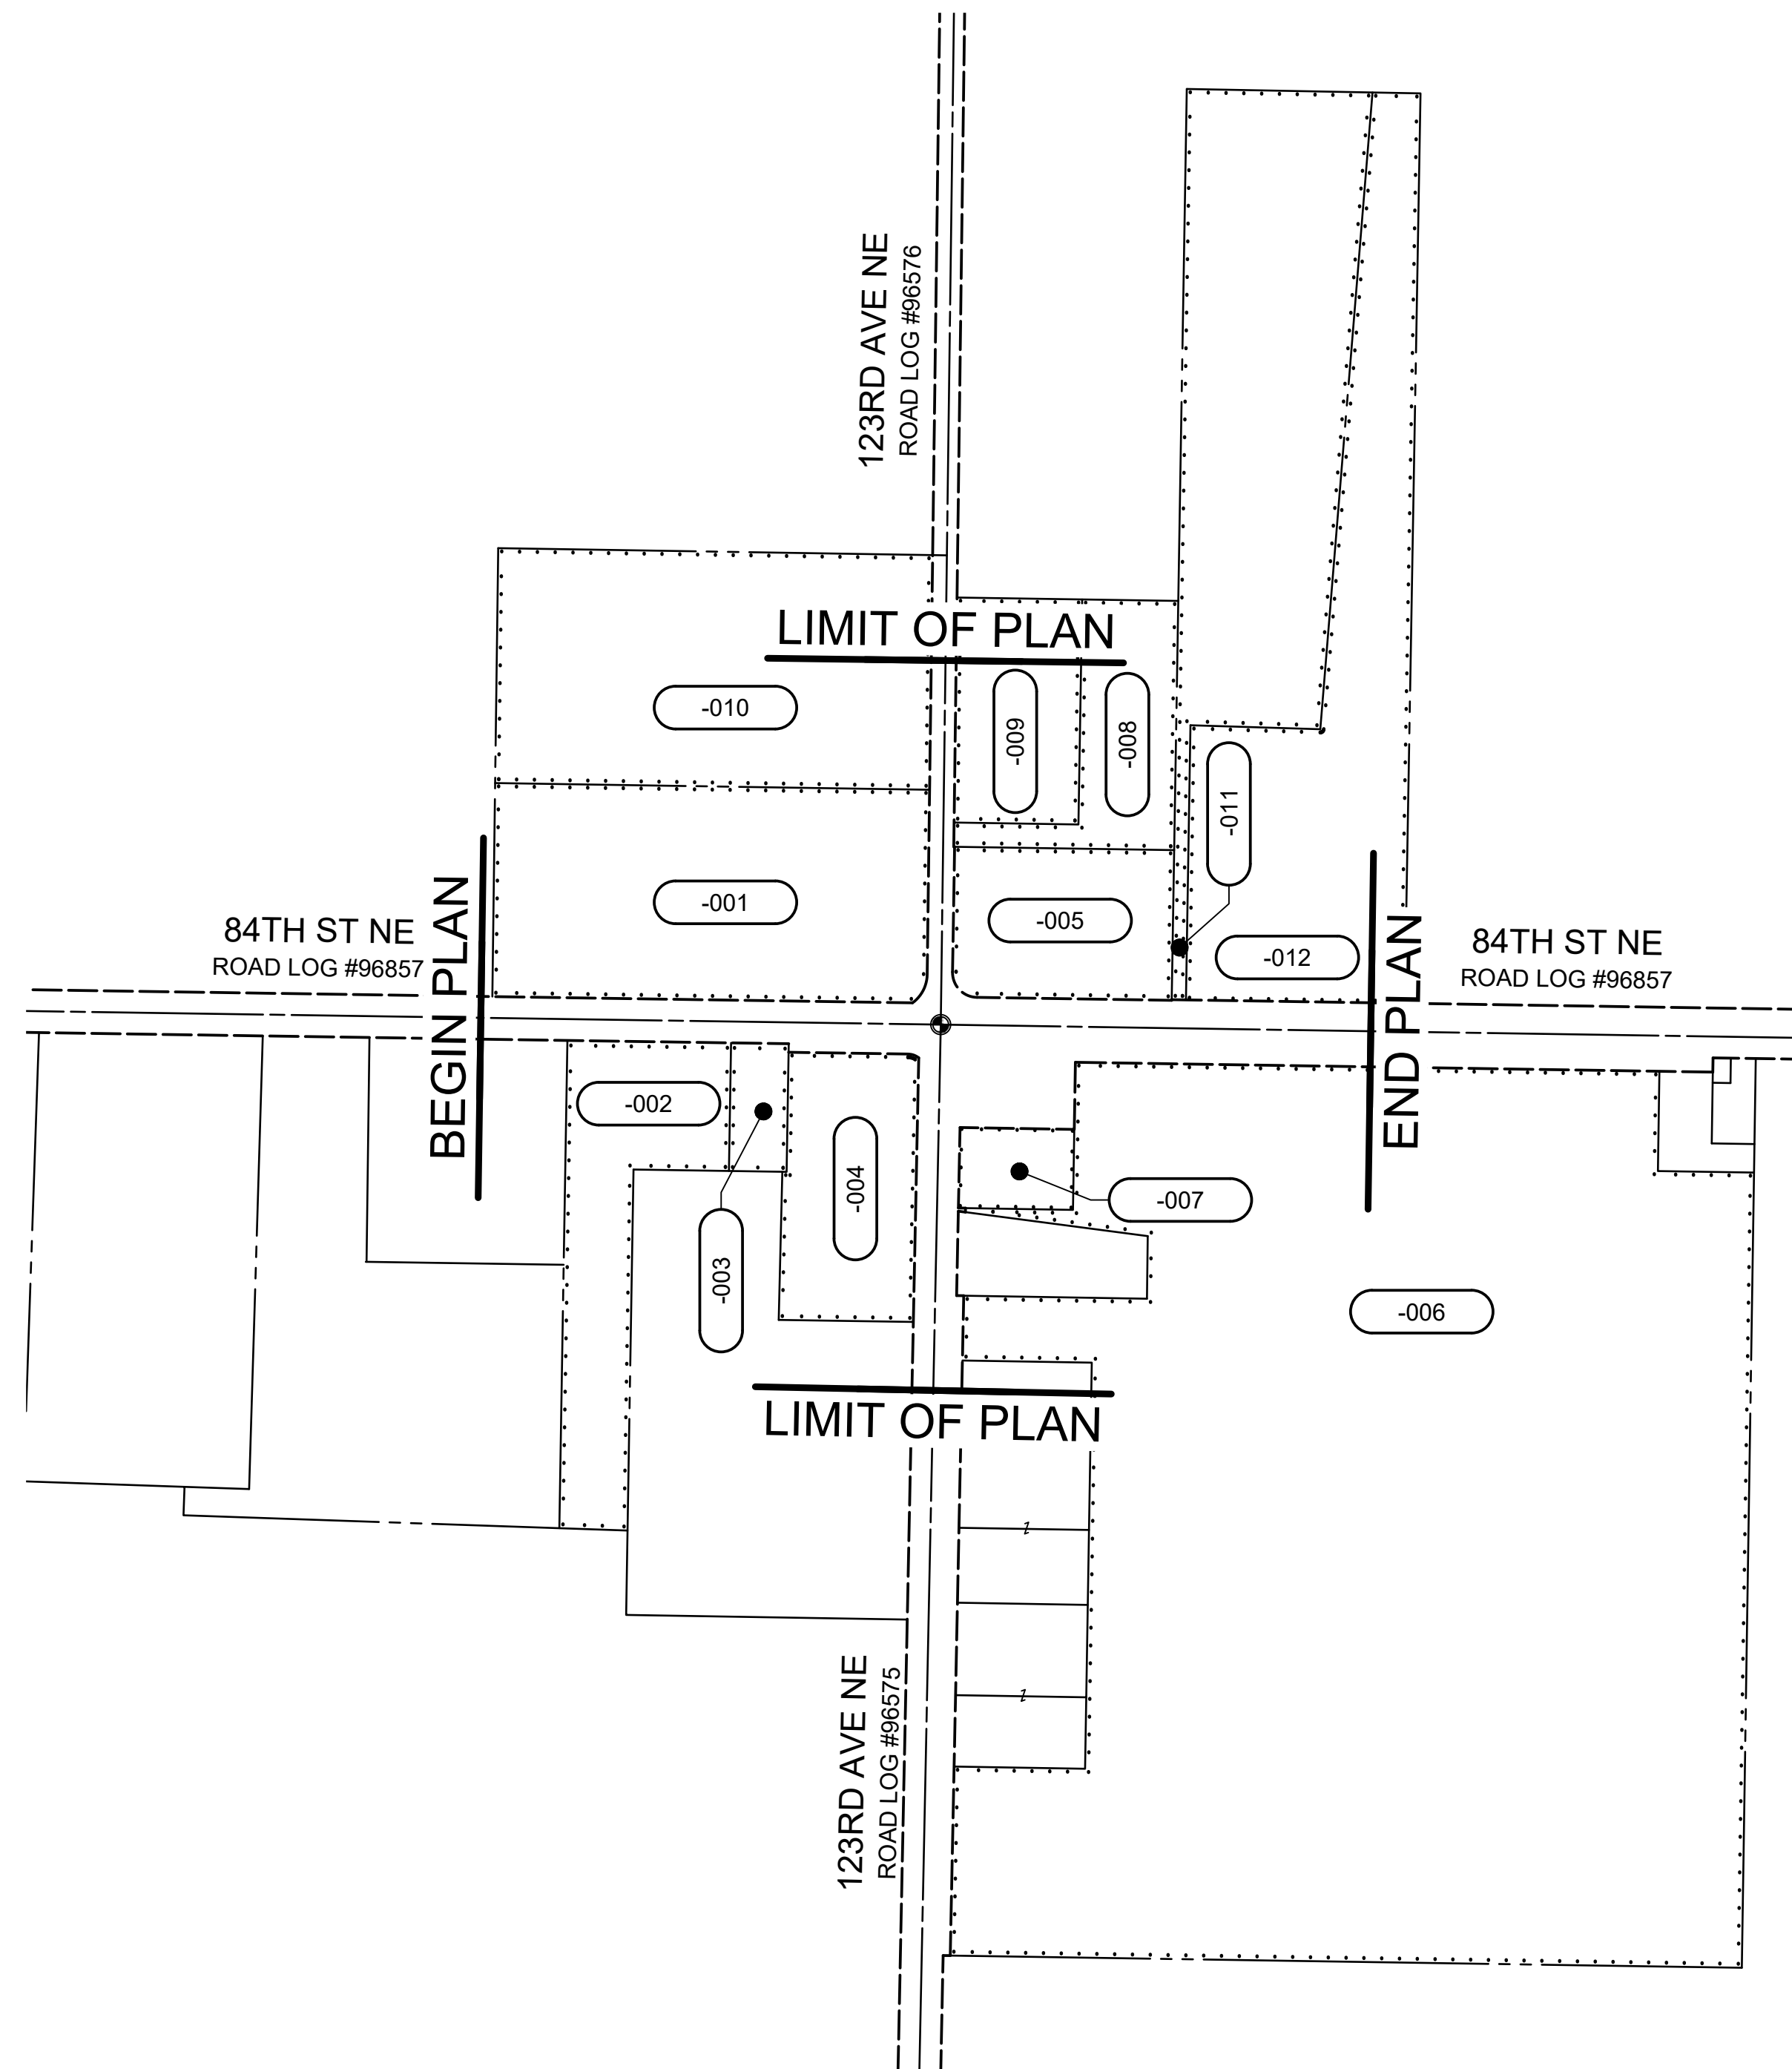 123RD AVE NE
ROAD LOG #96576
LIMIT OF PLAN
-010
-009
-008
-011
-001
-005
-012
84TH ST NE
ROAD LOG #96857
BEGIN PLAN
END PLAN
84TH ST NE
ROAD LOG #96857
-002
-004
-003
-007
-006
LIMIT OF PLAN
123RD AVE NE
ROAD LOG #96575